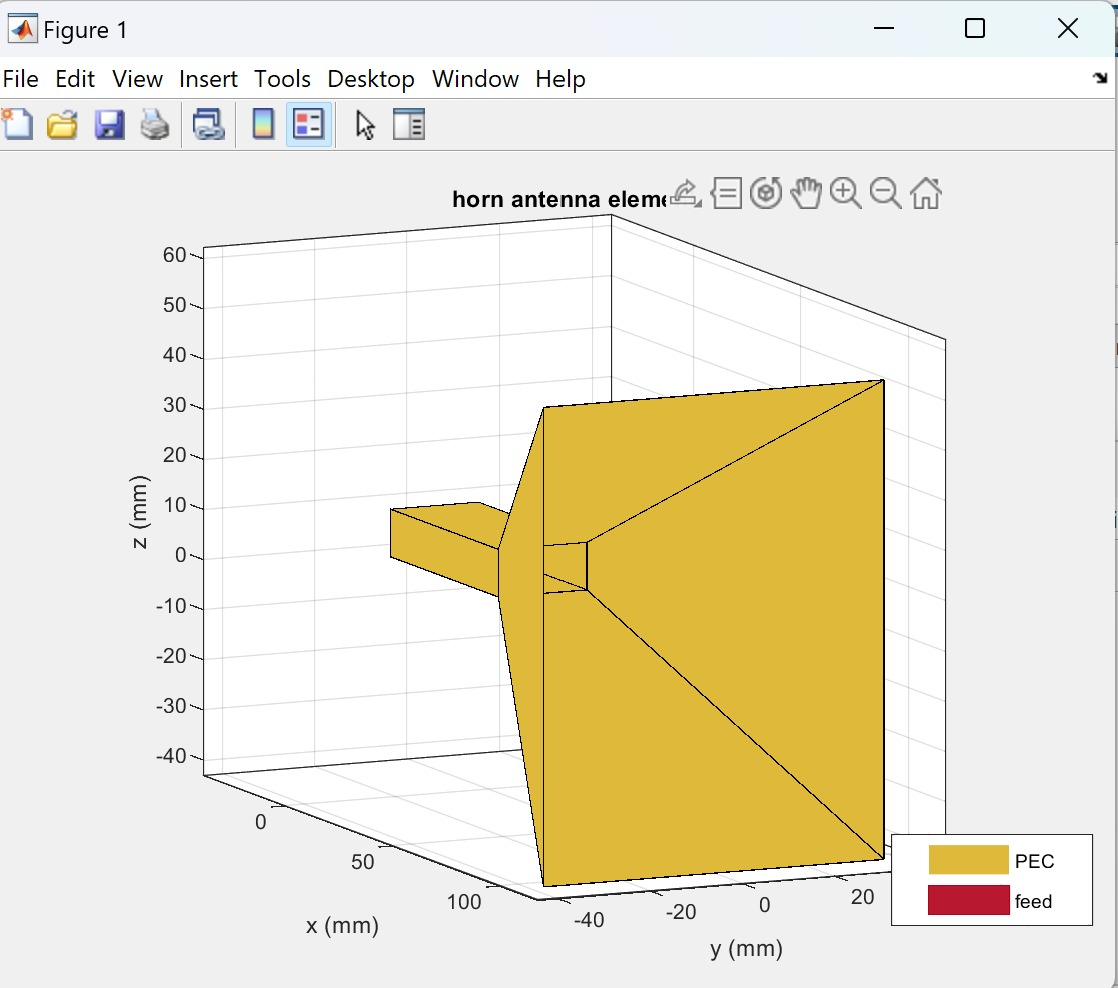 Figure 1
File Edit View Insert Tools Desktop Window Help
horn antenna eleme
60
50
40
30
20
10
0
-10
-20
-30
-40
z (mm)
0
50
100
x (mm)
-40
-20
0
20
y (mm)
PEC
feed